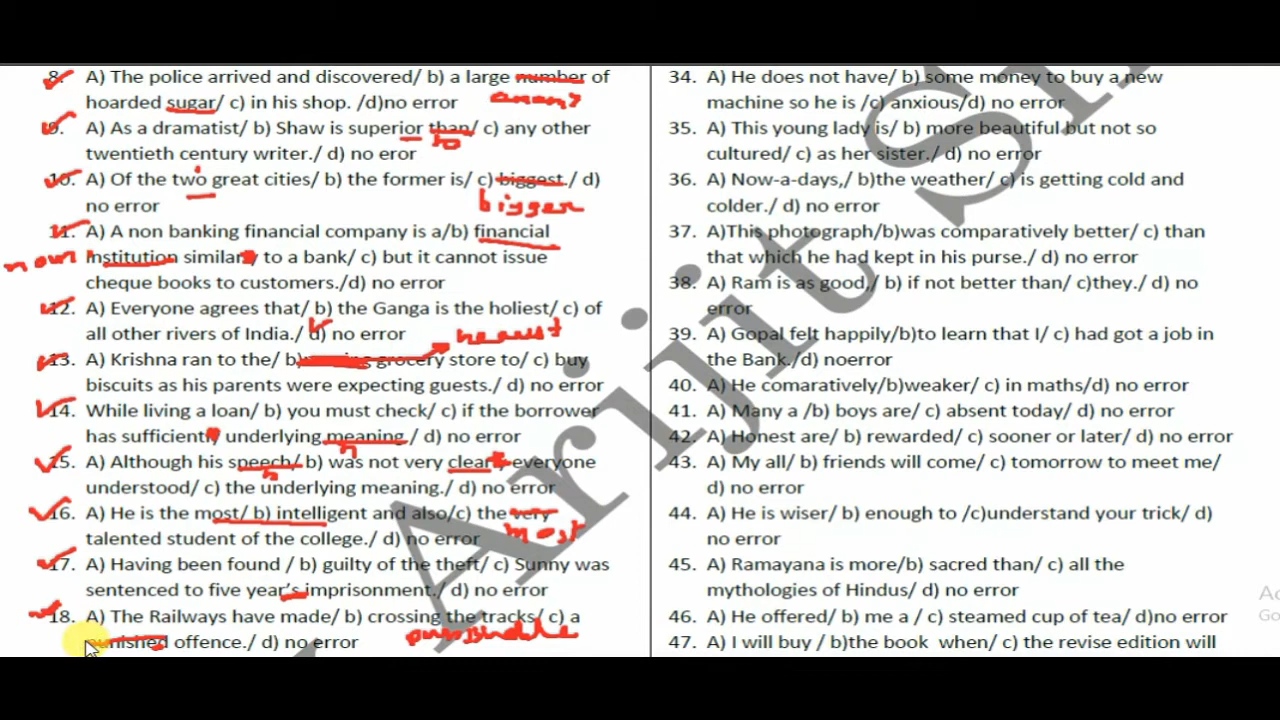 8. A) The police arrived and discovered/ b) a large number of
hoarded sugar/ c) in his shop. /d)no error
amount
9. A) As a dramatist/ b) Shaw is superior than/ c) any other
to
twentieth century writer./ d) no eror
10. A) Of the two great cities/ b) the former is/ c) biggest./ d)
no error
bigger
11. A) A non banking financial company is a/b) financial
noun
institution similarly to a bank/ c) but it cannot issue
cheque books to customers./d) no error
12. A) Everyone agrees that/ b) the Ganga is the holiest/ c) of
all other rivers of India./ d) no error
nearest
13. A) Krishna ran to the/ b) grocery store to/ c) buy
biscuits as his parents were expecting guests./ d) no error
14. While living a loan/ b) you must check/ c) if the borrower
has sufficiently underlying meaning./ d) no error
n
15. A) Although his speech/ b) was not very clearly everyone
n
understood/ c) the underlying meaning./ d) no error
16. A) He is the most/ b) intelligent and also/c) the very
most
talented student of the college./ d) no error
17. A) Having been found / b) guilty of the theft/ c) Sunny was
sentenced to five year's imprisonment./ d) no error
18. A) The Railways have made/ b) crossing the tracks/ c) a
punished offence./ d) no error
punishable
34. A) He does not have/ b) some money to buy a new
machine so he is /c) anxious/d) no error
35. A) This young lady is/ b) more beautiful but not so
cultured/ c) as her sister./ d) no error
36. A) Now-a-days,/ b)the weather/ c) is getting cold and
colder./ d) no error
37. A)This photograph/b)was comparatively better/ c) than
that which he had kept in his purse./ d) no error
38. A) Ram is as good,/ b) if not better than/ c)they./ d) no
error
39. A) Gopal felt happily/b)to learn that I/ c) had got a job in
the Bank./d) noerror
40. A) He comaratively/b)weaker/ c) in maths/d) no error
41. A) Many a /b) boys are/ c) absent today/ d) no error
42. A) Honest are/ b) rewarded/ c) sooner or later/ d) no error
43. A) My all/ b) friends will come/ c) tomorrow to meet me/
d) no error
44. A) He is wiser/ b) enough to /c)understand your trick/ d)
no error
45. A) Ramayana is more/b) sacred than/ c) all the
mythologies of Hindus/ d) no error
46. A) He offered/ b) me a / c) steamed cup of tea/ d)no error
47. A) I will buy / b)the book when/ c) the revise edition will
Arijit